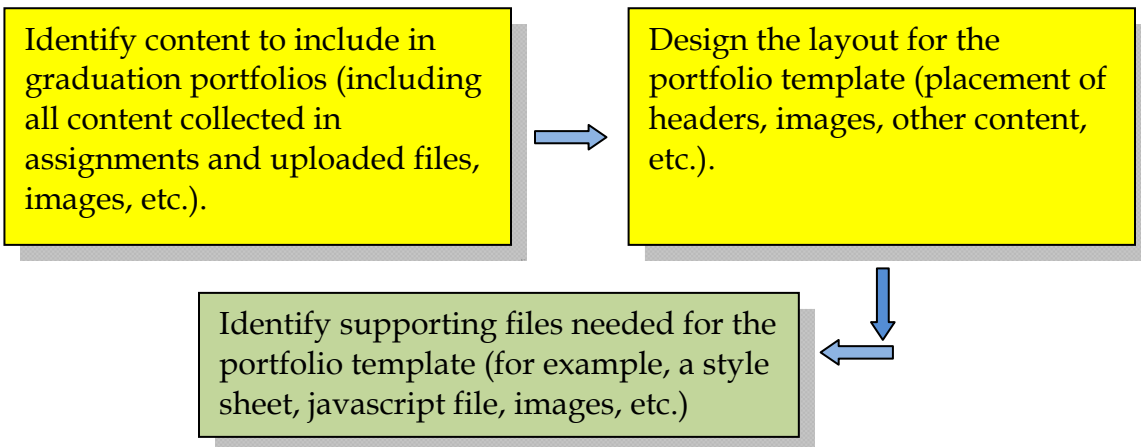 Identify content to include in
graduation portfolios (including
all content collected in
assignments and uploaded files,
images, etc.).
Design the layout for the
portfolio template (placement of
headers, images, other content,
etc.).
Identify supporting files needed for the
portfolio template (for example, a style
sheet, javascript file, images, etc.)